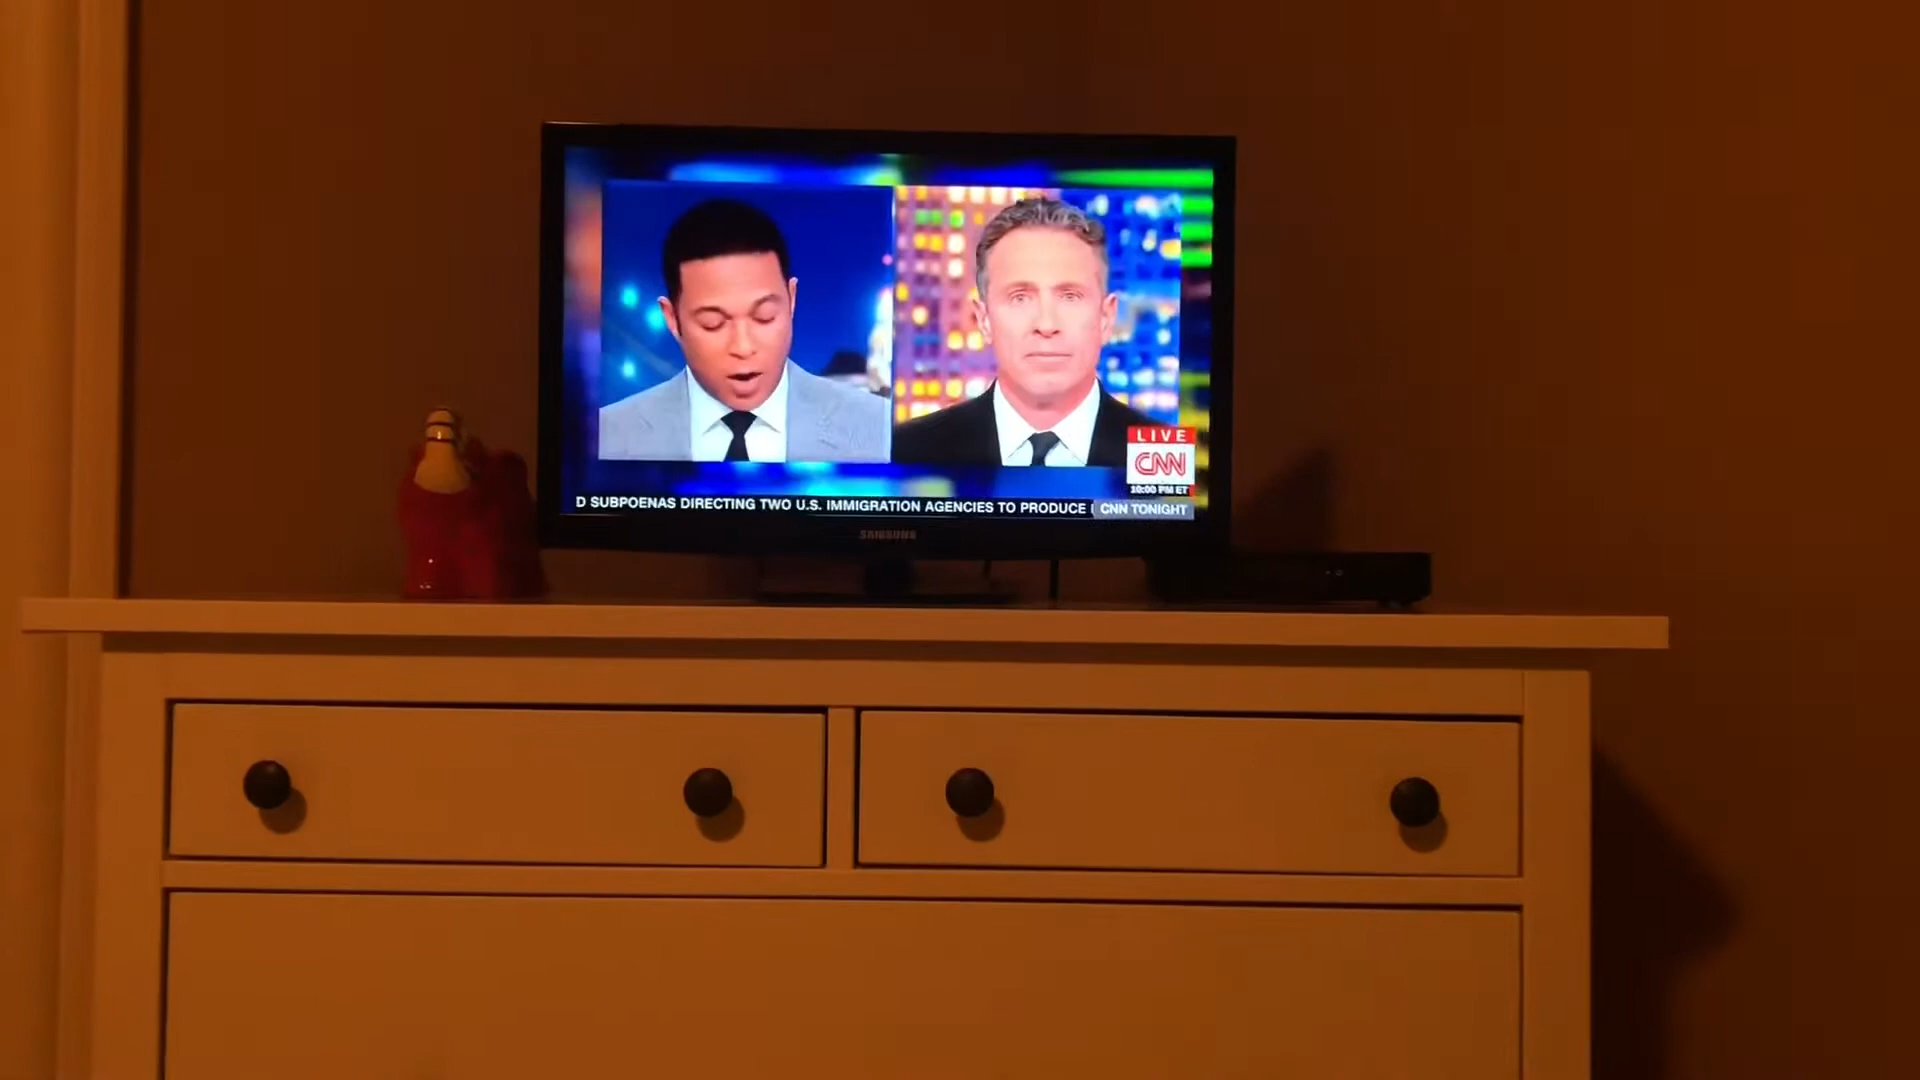 LIVE
CNN
10:00 PM ET
D SUBPOENAS DIRECTING TWO U.S. IMMIGRATION AGENCIES TO PRODUCE
CNN TONIGHT
SAMSUNG